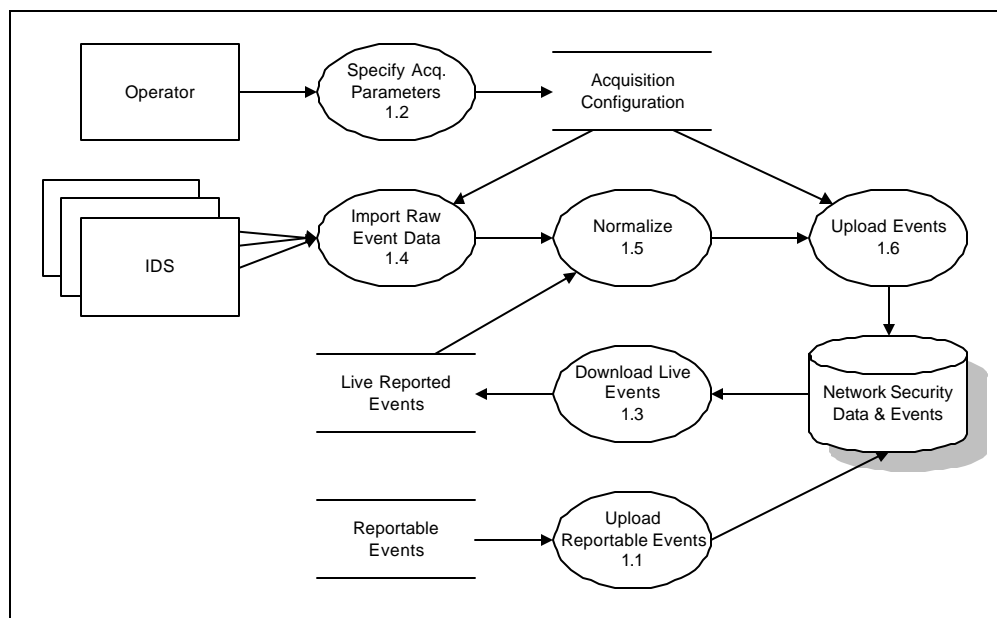 Operator
Specify Acq.
Parameters
1.2
Acquisition
Configuration
IDS
Import Raw
Event Data
1.4
Normalize
1.5
Upload Events
1.6
Live Reported
Events
Download Live
Events
1.3
Network Security
Data & Events
Reportable
Events
Upload
Reportable Events
1.1